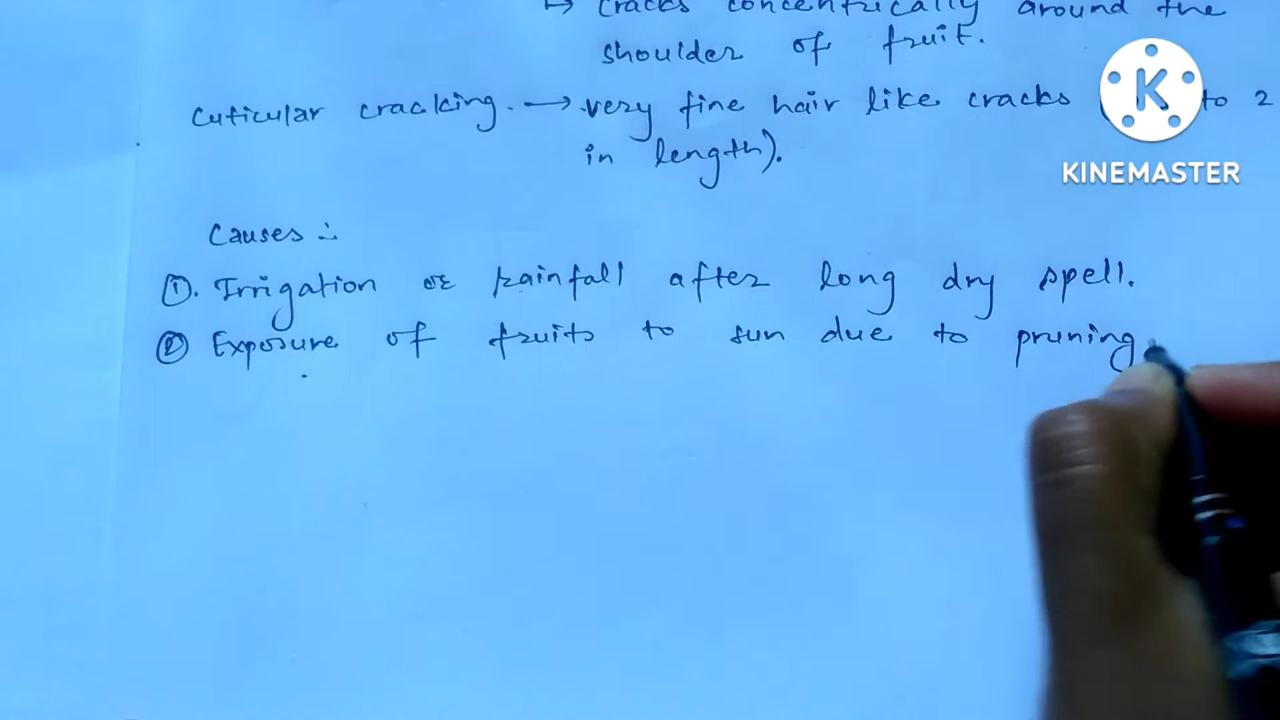 → cracks concentrically around the
shoulder of fruit.
Cuticular cracking. → very fine hair like cracks ( to 2
in length).
K
KINEMASTER
Causes :-
①. Irrigation or rainfall after long dry spell.
② Exposure of fruits to sun due to pruning.